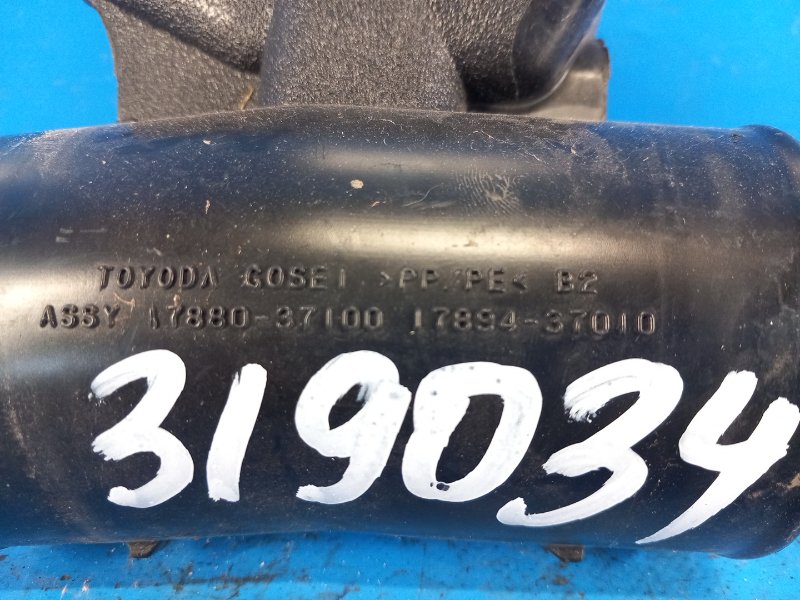 TOYODA GOSEI >PP/PE< B2
ASSY 17880-37100 17894-37010
319034